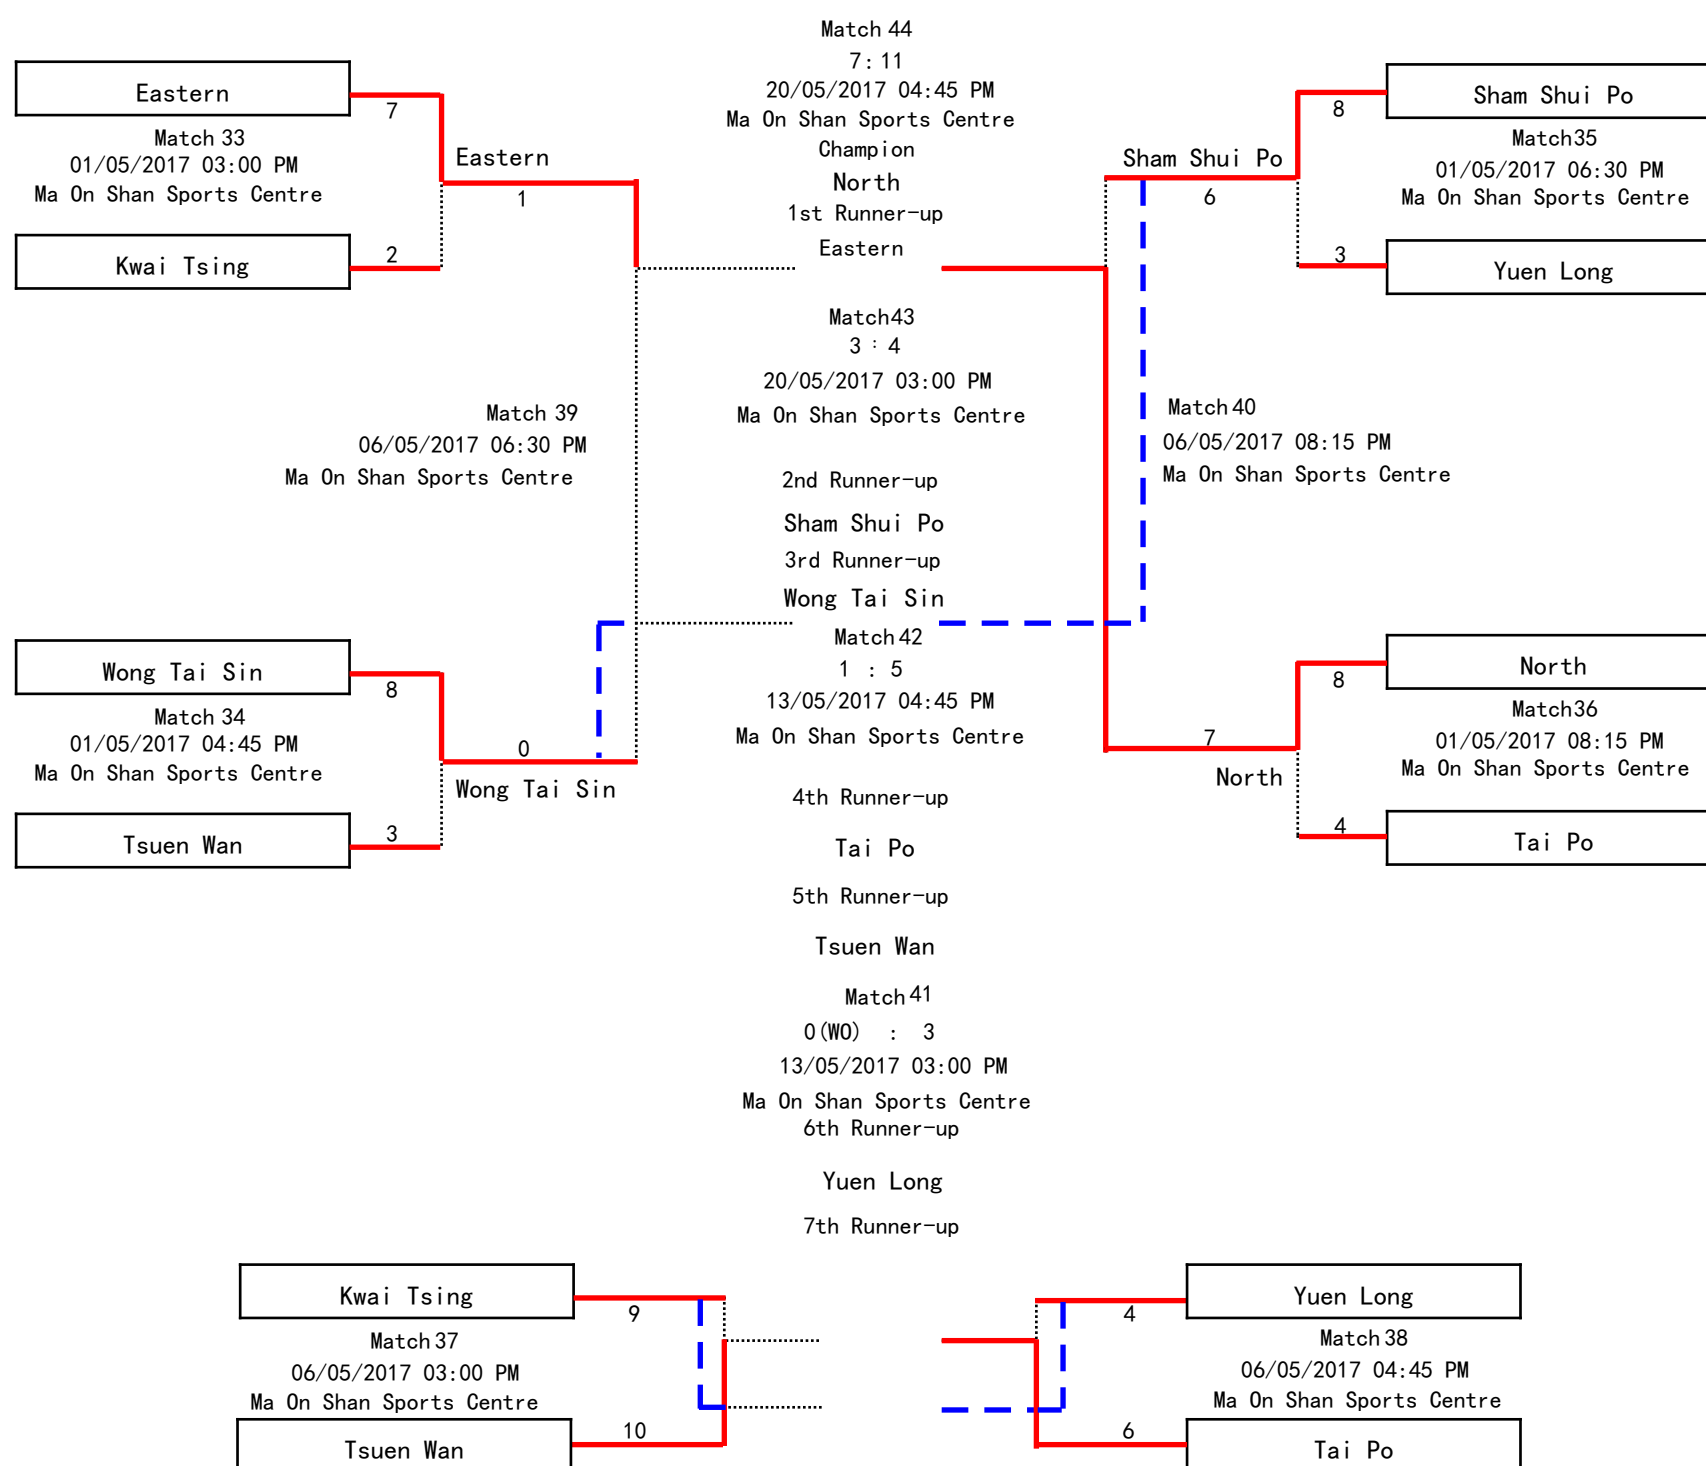 Eastern
7
Match 33
01/05/2017 03:00 PM
Ma On Shan Sports Centre
Kwai Tsing
2
Eastern
1
Match 39
06/05/2017 06:30 PM
Ma On Shan Sports Centre
Wong Tai Sin
8
Match 34
01/05/2017 04:45 PM
Ma On Shan Sports Centre
Tsuen Wan
3
0
Wong Tai Sin
Match 44
7: 11
20/05/2017 04:45 PM
Ma On Shan Sports Centre
Champion
North
1st Runner-up
Eastern
Match43
3 : 4
20/05/2017 03:00 PM
Ma On Shan Sports Centre
2nd Runner-up
Sham Shui Po
3rd Runner-up
Wong Tai Sin
Match 42
1 : 5
13/05/2017 04:45 PM
Ma On Shan Sports Centre
4th Runner-up
Tai Po
5th Runner-up
Tsuen Wan
Match 41
0(WO) : 3
13/05/2017 03:00 PM
Ma On Shan Sports Centre
6th Runner-up
Yuen Long
7th Runner-up
Sham Shui Po
8
Match35
01/05/2017 06:30 PM
Ma On Shan Sports Centre
3
Yuen Long
Sham Shui Po
6
Match 40
06/05/2017 08:15 PM
Ma On Shan Sports Centre
North
8
Match36
01/05/2017 08:15 PM
Ma On Shan Sports Centre
4
Tai Po
7
North
Kwai Tsing
9
Match 37
06/05/2017 03:00 PM
Ma On Shan Sports Centre
Tsuen Wan
10
Yuen Long
4
Match 38
06/05/2017 04:45 PM
Ma On Shan Sports Centre
6
Tai Po